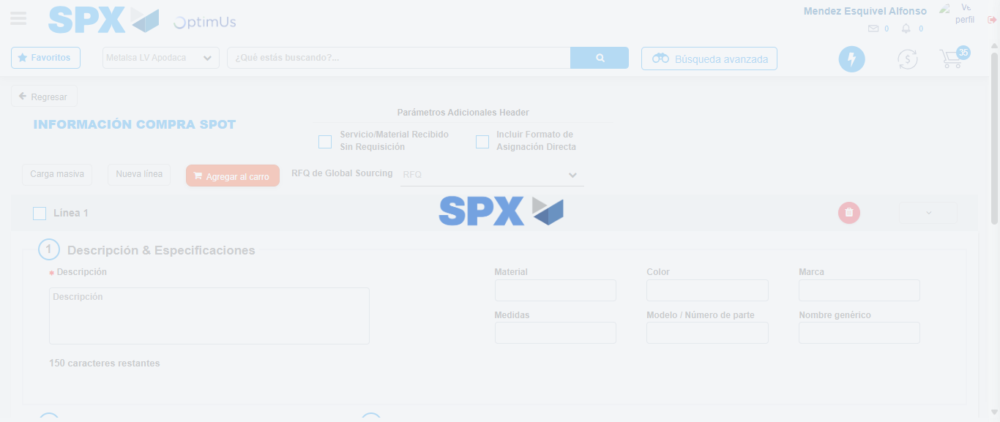 SPX OptimUs
Mendez Esquivel Alfonso
Ve
perfil
0 0
Favoritos
Metalsa LV Apodaca
¿Qué estás buscando?...
Búsqueda avanzada
$
35
Regresar
INFORMACIÓN COMPRA SPOT
Parámetros Adicionales Header
Servicio/Material Recibido
Sin Requisición
Incluir Formato de
Asignación Directa
Carga masiva
Nueva línea
Agregar al carro
RFQ de Global Sourcing
RFQ
SPX
Línea 1
1 Descripción & Especificaciones
* Descripción
Material
Color
Marca
Descripción
Medidas
Modelo / Número de parte
Nombre genérico
150 caracteres restantes